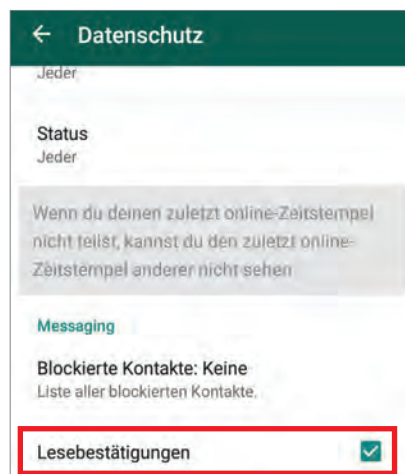 Datenschutz
Jeder
Status
Jeder
Wenn du deinen zuletzt online-Zeitstempel
nicht teilst, kannst du den zuletzt online-
Zeitstempel anderer nicht sehen
Messaging
Blockierte Kontakte: Keine
Liste aller blockierten Kontakte.
Lesebestätigungen